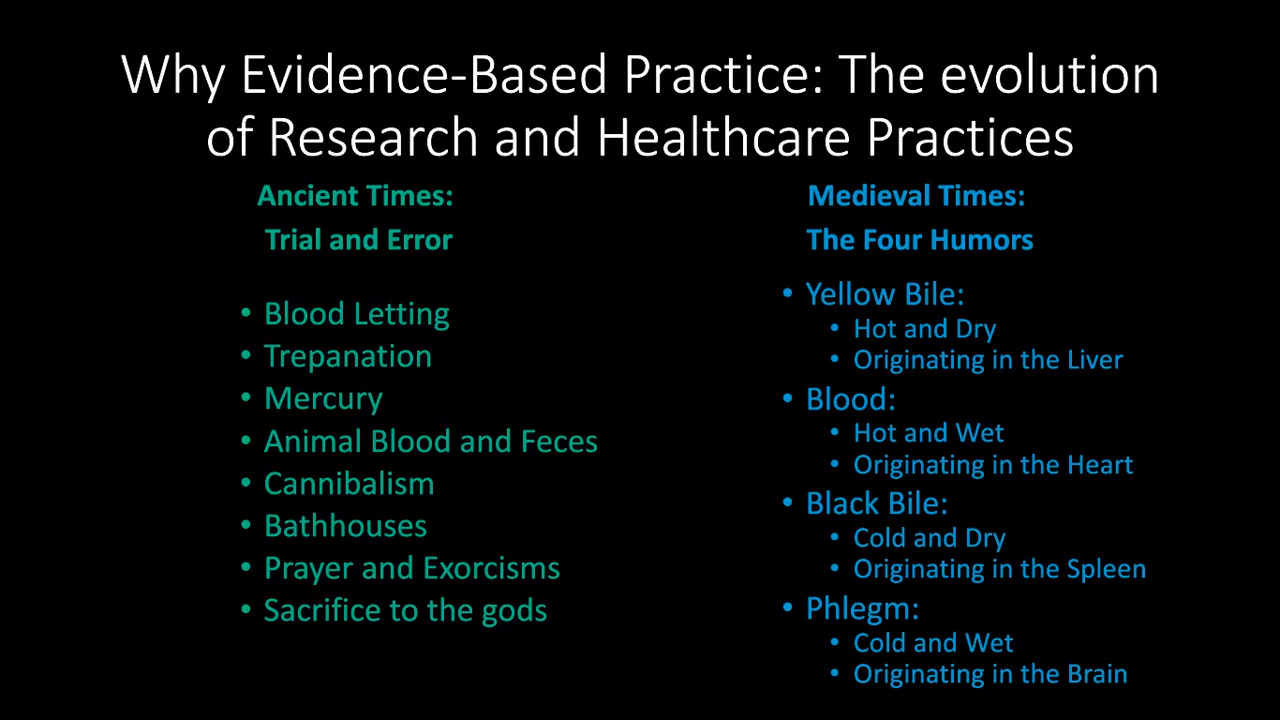 Why Evidence-Based Practice: The evolution
of Research and Healthcare Practices
Ancient Times:
Trial and Error
• Blood Letting
• Trepanation
• Mercury
• Animal Blood and Feces
• Cannibalism
• Bathhouses
• Prayer and Exorcisms
• Sacrifice to the gods
Medieval Times:
The Four Humors
• Yellow Bile:
• Hot and Dry
• Originating in the Liver
• Blood:
• Hot and Wet
• Originating in the Heart
• Black Bile:
• Cold and Dry
• Originating in the Spleen
• Phlegm:
• Cold and Wet
• Originating in the Brain